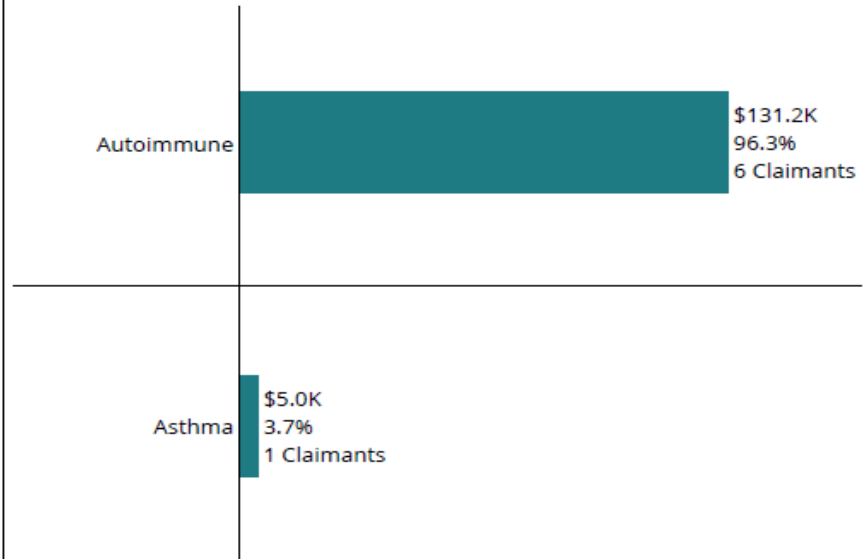 Autoimmune
$131.2K
96.3%
6 Claimants
Asthma
$5.0K
3.7%
1 Claimants